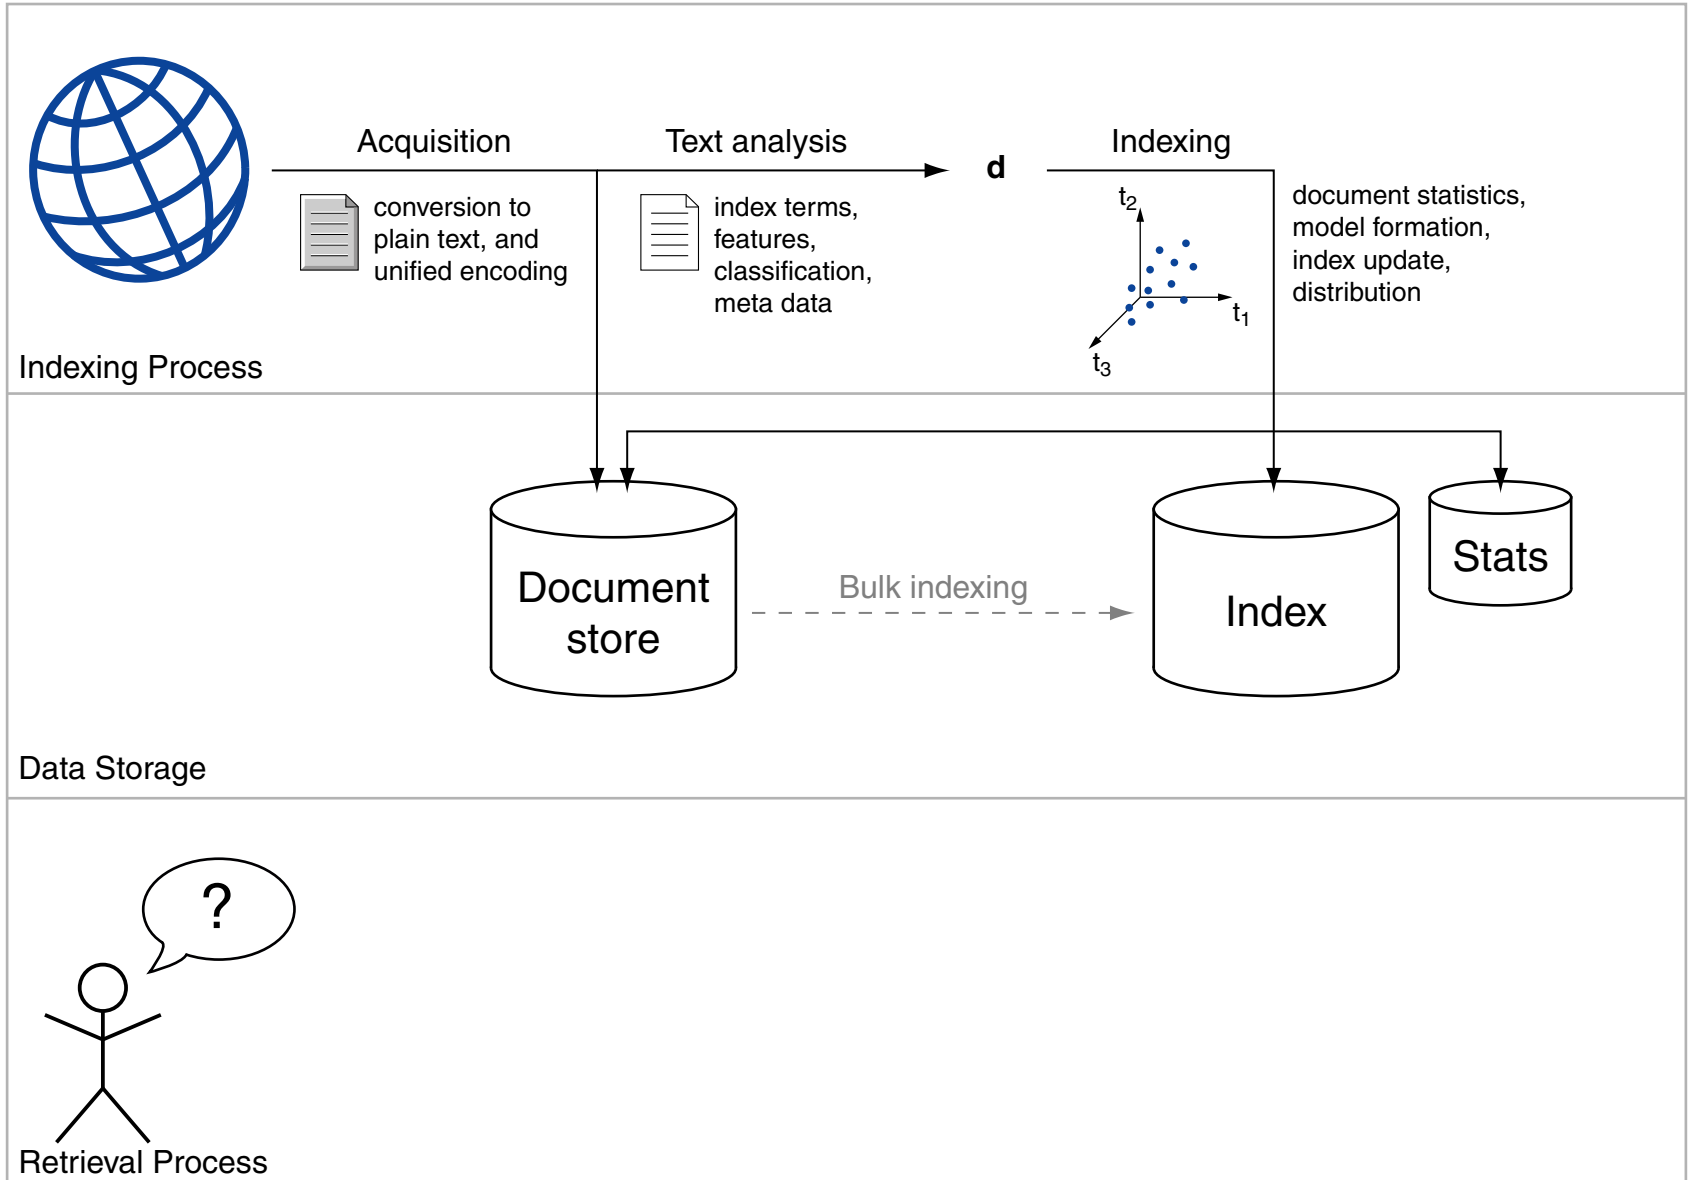 Acquisition
conversion to
plain text, and
unified encoding
Text analysis
index terms,
features,
classification,
meta data
d
Indexing
t2
t1
t3
document statistics,
model formation,
index update,
distribution
Indexing Process
Document
store
Bulk indexing
Index
Stats
Data Storage
?
Retrieval Process